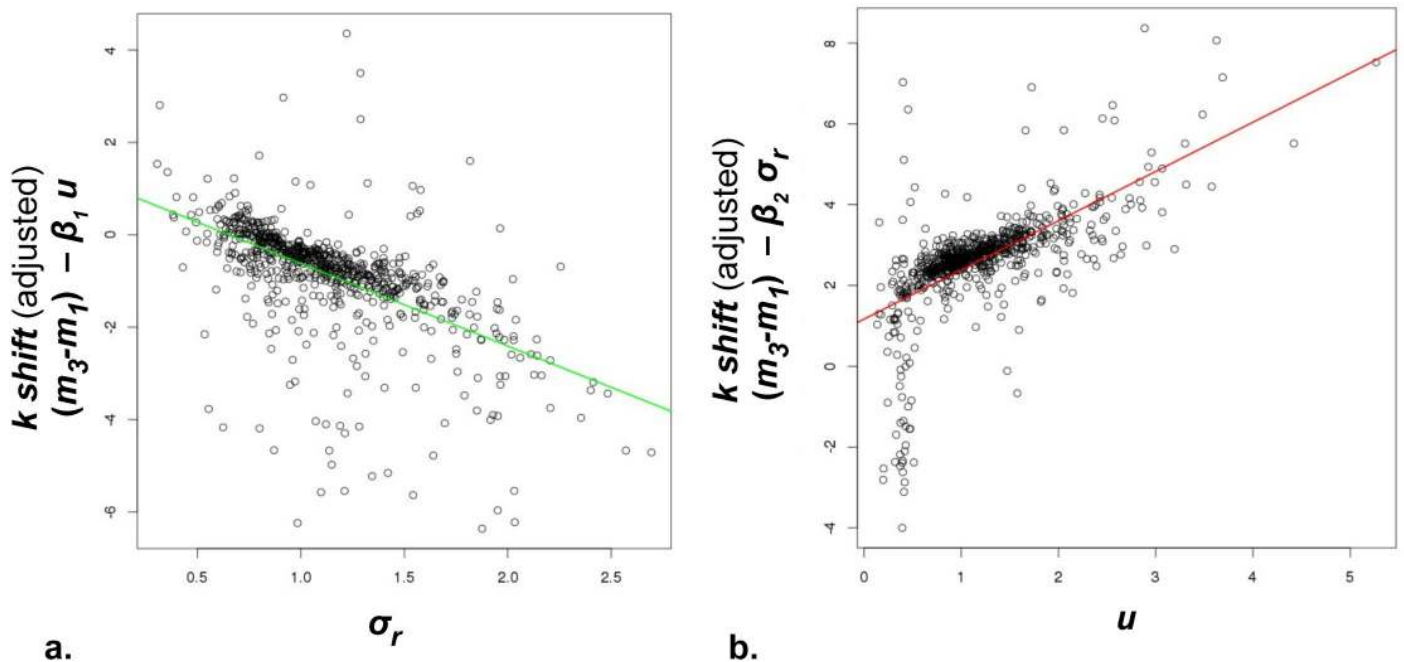 k shift (adjusted)
(m3-m1) – β1 u
4
2
0
-2
-4
-6
0.5 1.0 1.5 2.0 2.5
σr
a.
k shift (adjusted)
(m3-m1) – β2 σr
8
6
4
2
0
-2
-4
0 1 2 3 4 5
u
b.